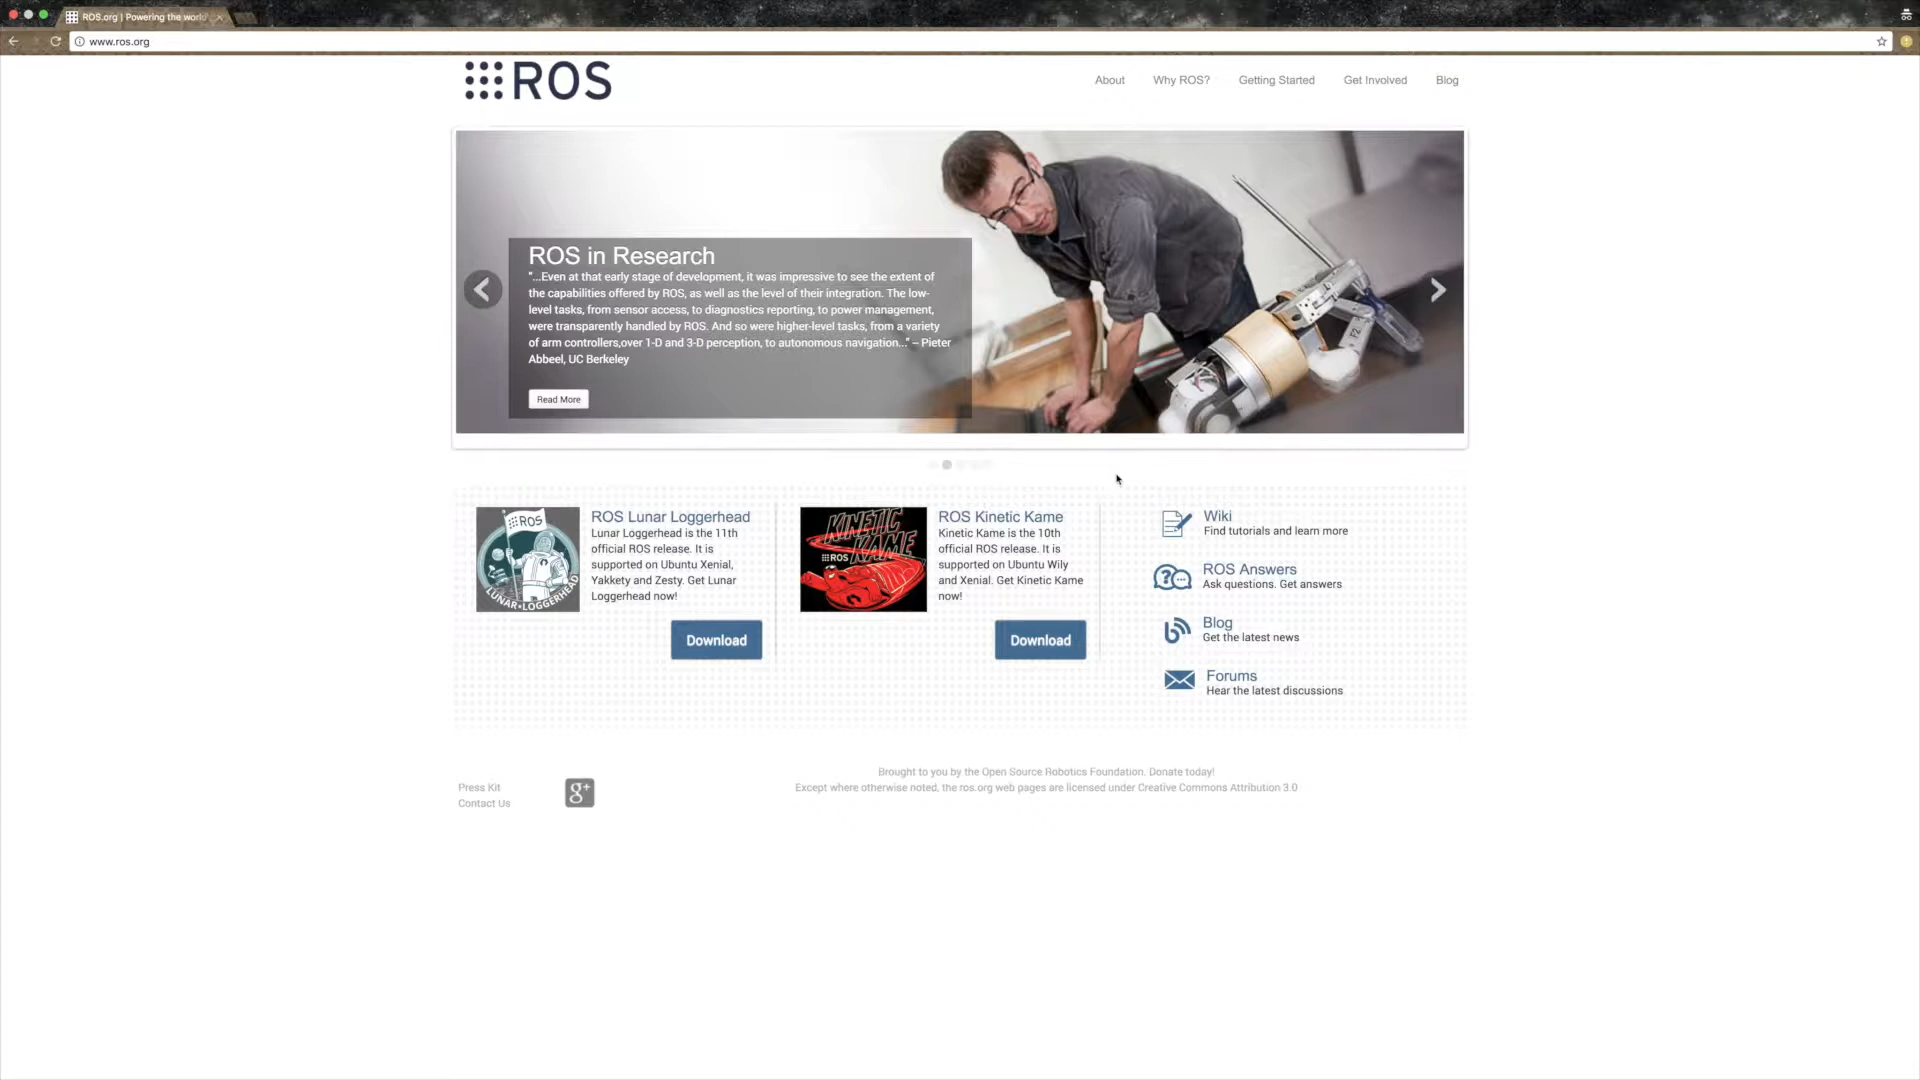 ROS.org | Powering the world'
www.ros.org
ROS
About Why ROS? Getting Started Get Involved Blog
ROS in Research
"...Even at that early stage of development, it was impressive to see the extent of
the capabilities offered by ROS, as well as the level of their integration. The low-
level tasks, from sensor access, to diagnostics reporting, to power management,
were transparently handled by ROS. And so were higher-level tasks, from a variety
of arm controllers,over 1-D and 3-D perception, to autonomous navigation..." – Pieter
Abbeel, UC Berkeley
Read More
F2
ROS
LUNAR•LOGGERHEAD
ROS Lunar Loggerhead
Lunar Loggerhead is the 11th
official ROS release. It is
supported on Ubuntu Xenial,
Yakkety and Zesty. Get Lunar
Loggerhead now!
Download
KINETIC
KAME
ROS
ROS Kinetic Kame
Kinetic Kame is the 10th
official ROS release. It is
supported on Ubuntu Wily
and Xenial. Get Kinetic Kame
now!
Download
Wiki
Find tutorials and learn more
ROS Answers
Ask questions. Get answers
Blog
Get the latest news
Forums
Hear the latest discussions
Press Kit
Contact Us
g+
Brought to you by the Open Source Robotics Foundation. Donate today!
Except where otherwise noted, the ros.org web pages are licensed under Creative Commons Attribution 3.0